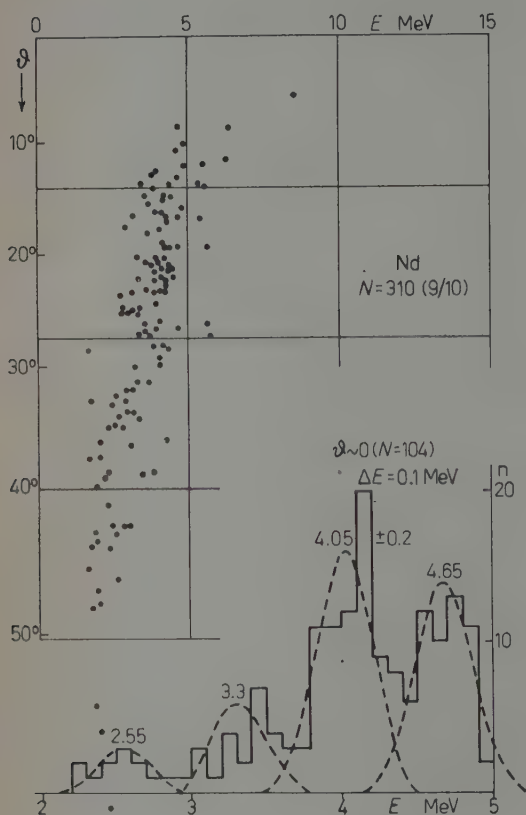 0 5 10 E MeV 15
ϑ
10°
20°
Nd
N=310 (9/10)
30°
ϑ~0 (N=104)
ΔE=0.1 MeV
n
40°
20
4.05
±0.2
4.65
50°
10
3.3
2.55
2 3 4 E MeV 5